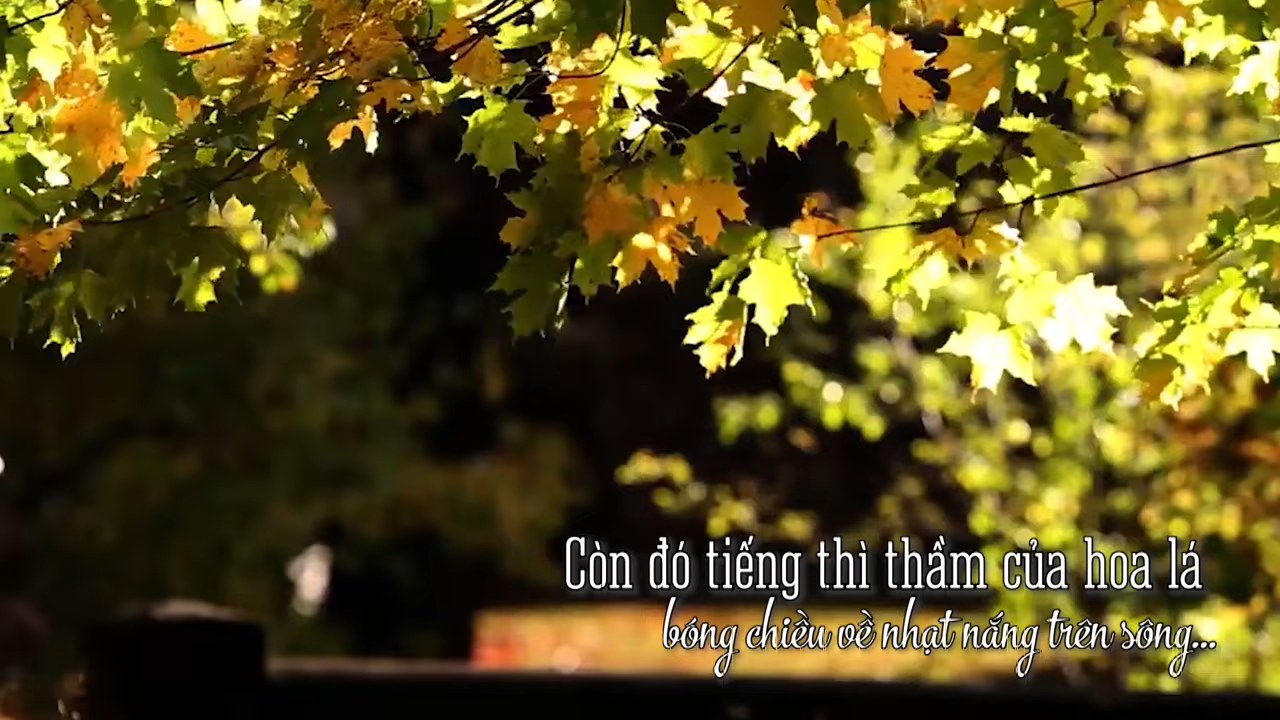 Còn đó tiếng thì thầm của hoa lá
bóng chiều về nhạt nắng trên sông...